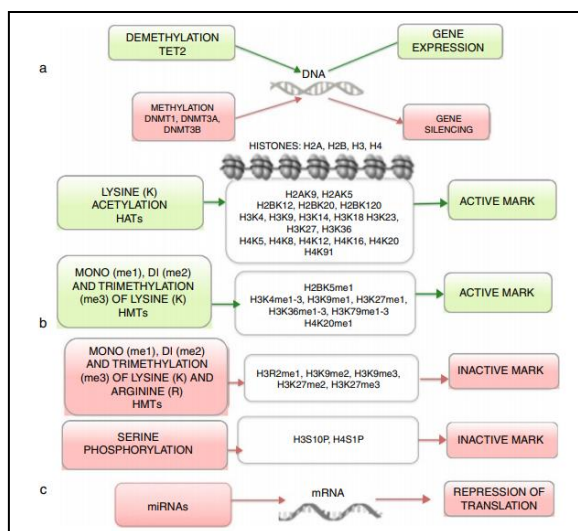 DEMETHYLATION
TET2
GENE
EXPRESSION
a
DNA
METHYLATION
DNMT1, DNMT3A,
DNMT3B
GENE
SILENCING
HISTONES: H2A, H2B, H3, H4
LYSINE (K)
ACETYLATION
HATs
H2AK9, H2AK5
H2BK12, H2BK20, H2BK120
H3K4, H3K9, H3K14, H3K18 H3K23,
H3K27, H3K36
H4K5, H4K8, H4K12, H4K16, H4K20
H4K91
ACTIVE MARK
MONO (me1), DI (me2)
AND TRIMETHYLATION
(me3) OF LYSINE (K)
HMTs
H2BK5me1
H3K4me1-3, H3K9me1, H3K27me1,
H3K36me1-3, H3K79me1-3
H4K20me1
ACTIVE MARK
b
MONO (me1), DI (me2)
AND TRIMETHYLATION
(me3) OF LYSINE (K) AND
ARGININE (R)
HMTs
H3R2me1, H3K9me2, H3K9me3,
H3K27me2, H3K27me3
INACTIVE MARK
SERINE
PHOSPHORYLATION
H3S10P, H4S1P
INACTIVE MARK
c
miRNAs
mRNA
REPRESSION OF
TRANSLATION